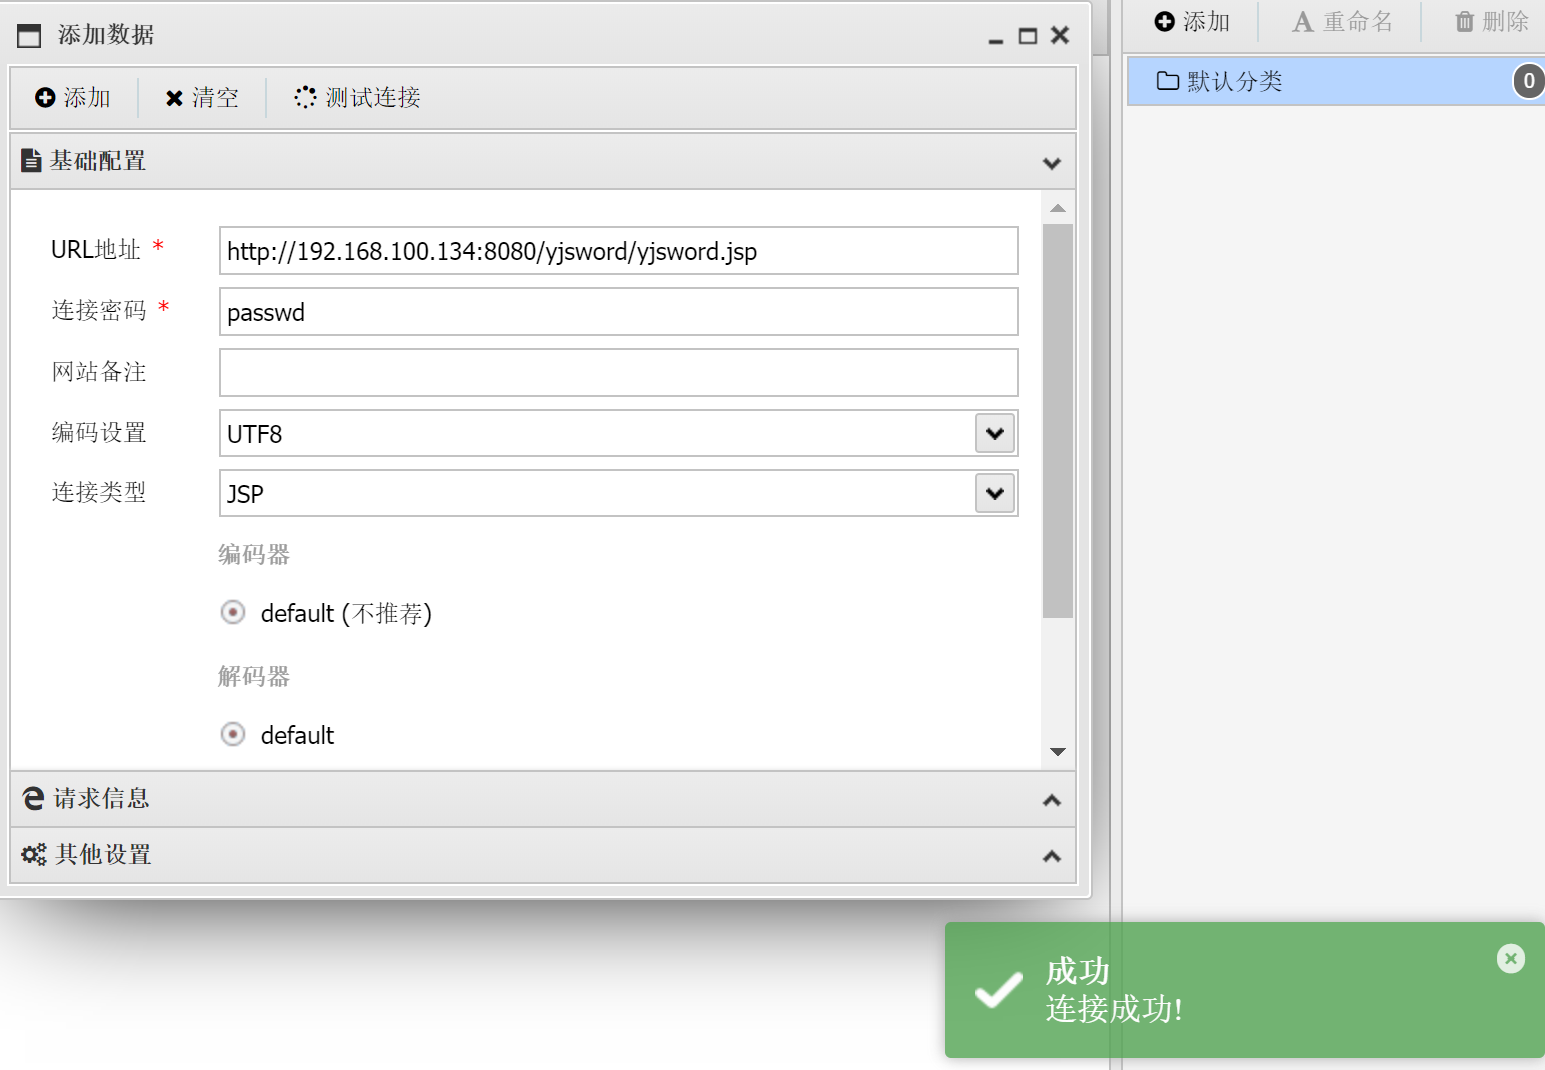 添加数据
添加 清空 测试连接
基础配置
URL地址 * http://192.168.100.134:8080/yjsword/yjsword.jsp
连接密码 * passwd
网站备注
编码设置 UTF8
连接类型 JSP
编码器
default (不推荐)
解码器
default
请求信息
其他设置
添加 重命名 删除
默认分类 0
成功
连接成功!